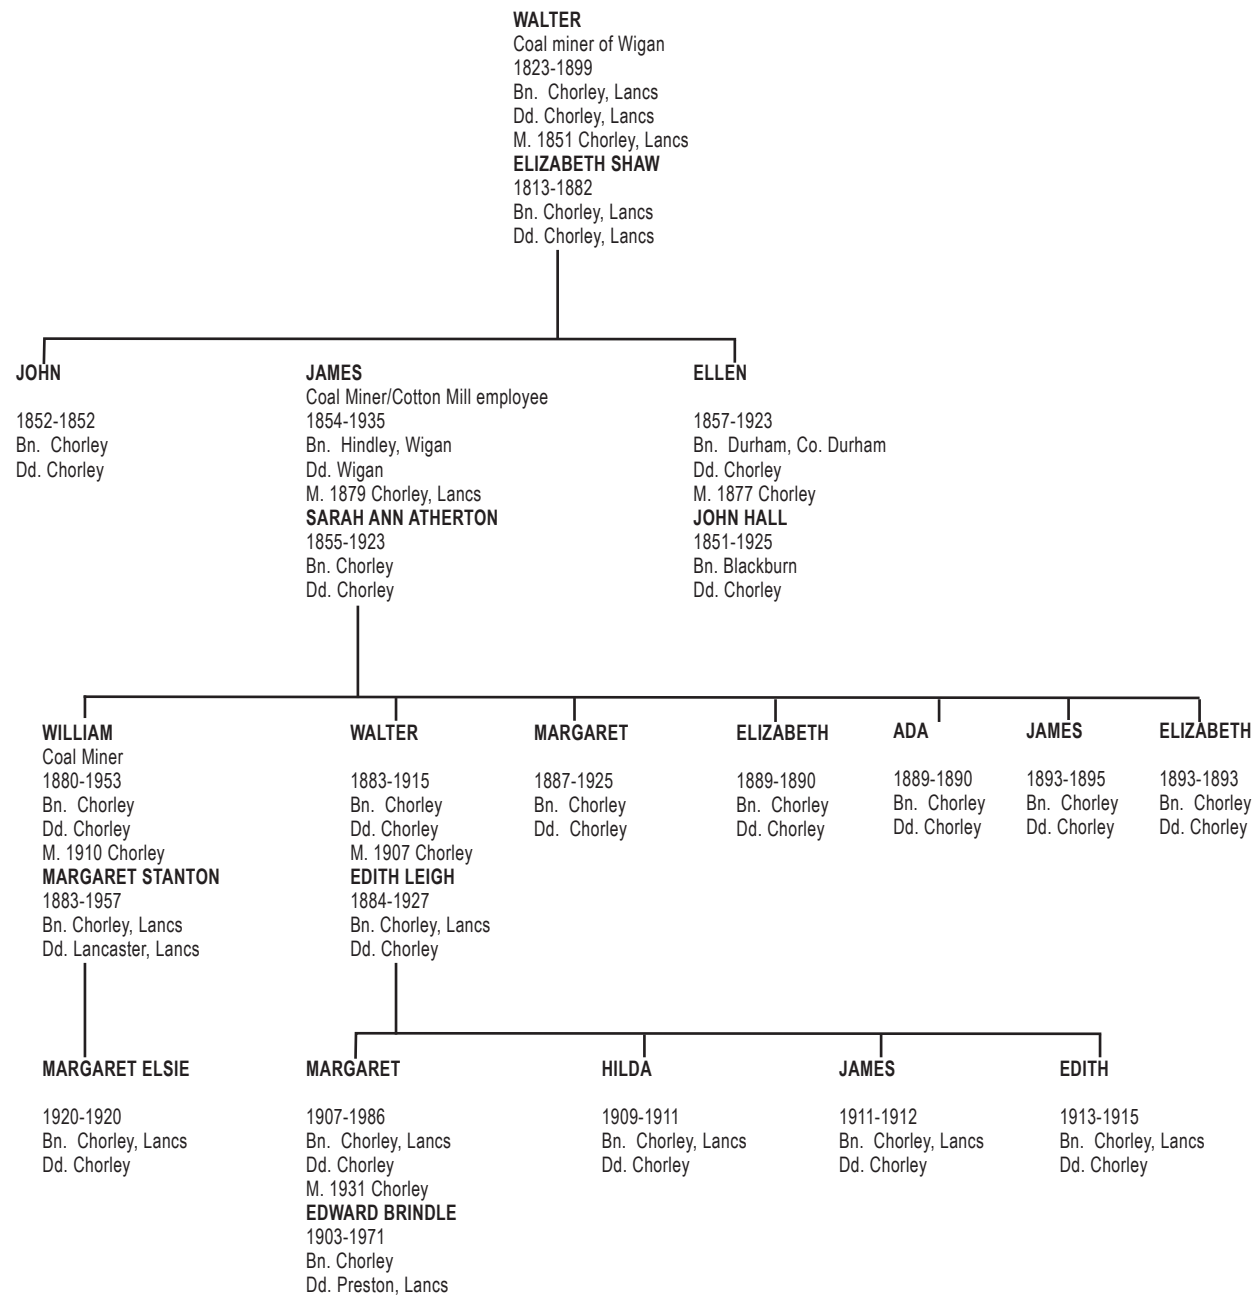 WALTER
Coal miner of Wigan
1823-1899
Bn. Chorley, Lancs
Dd. Chorley, Lancs
M. 1851 Chorley, Lancs
ELIZABETH SHAW
1813-1882
Bn. Chorley, Lancs
Dd. Chorley, Lancs
JOHN
1852-1852
Bn. Chorley
Dd. Chorley
JAMES
Coal Miner/Cotton Mill employee
1854-1935
Bn. Hindley, Wigan
Dd. Wigan
M. 1879 Chorley, Lancs
SARAH ANN ATHERTON
1855-1923
Bn. Chorley
Dd. Chorley
ELLEN
1857-1923
Bn. Durham, Co. Durham
Dd. Chorley
M. 1877 Chorley
JOHN HALL
1851-1925
Bn. Blackburn
Dd. Chorley
WILLIAM
Coal Miner
1880-1953
Bn. Chorley
Dd. Chorley
M. 1910 Chorley
MARGARET STANTON
1883-1957
Bn. Chorley, Lancs
Dd. Lancaster, Lancs
WALTER
1883-1915
Bn. Chorley
Dd. Chorley
M. 1907 Chorley
EDITH LEIGH
1884-1927
Bn. Chorley, Lancs
Dd. Chorley
MARGARET
1887-1925
Bn. Chorley
Dd. Chorley
ELIZABETH
1889-1890
Bn. Chorley
Dd. Chorley
ADA
1889-1890
Bn. Chorley
Dd. Chorley
JAMES
1893-1895
Bn. Chorley
Dd. Chorley
ELIZABETH
1893-1893
Bn. Chorley
Dd. Chorley
MARGARET ELSIE
1920-1920
Bn. Chorley, Lancs
Dd. Chorley
MARGARET
1907-1986
Bn. Chorley, Lancs
Dd. Chorley
M. 1931 Chorley
EDWARD BRINDLE
1903-1971
Bn. Chorley
Dd. Preston, Lancs
HILDA
1909-1911
Bn. Chorley, Lancs
Dd. Chorley
JAMES
1911-1912
Bn. Chorley, Lancs
Dd. Chorley
EDITH
1913-1915
Bn. Chorley, Lancs
Dd. Chorley